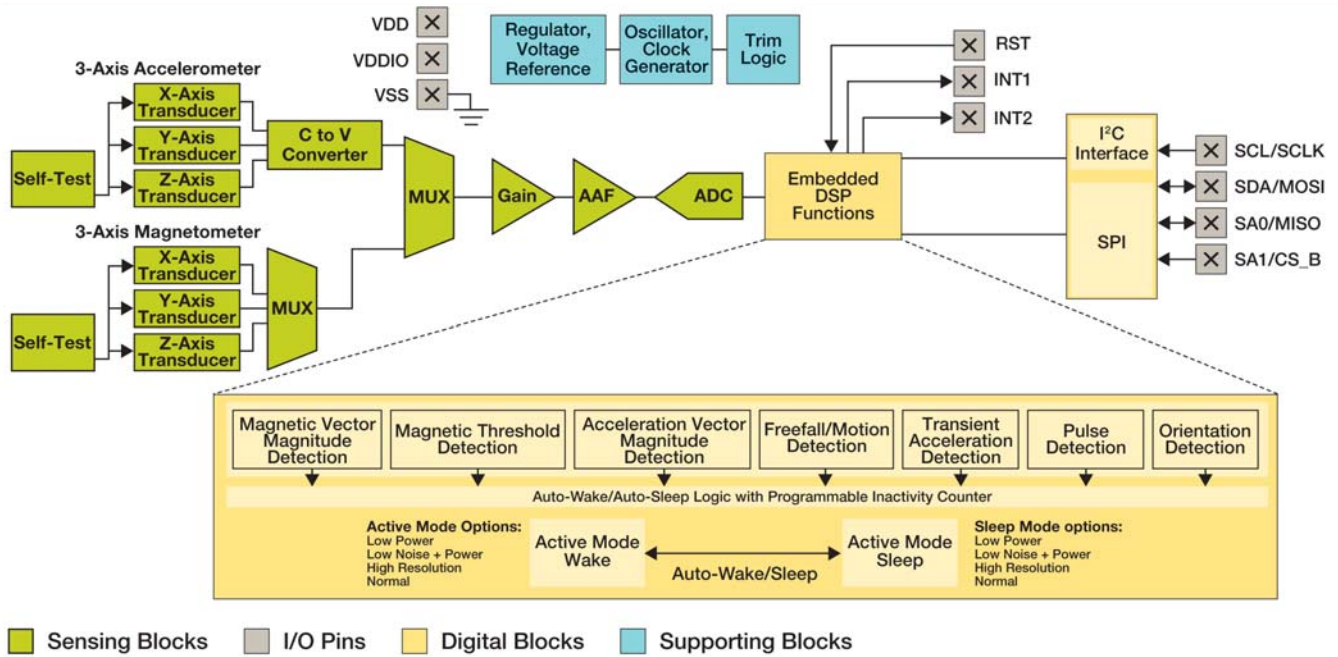 VDD
VDDIO
VSS
Regulator,
Voltage
Reference
Oscillator,
Clock
Generator
Trim
Logic
RST
INT1
INT2
3-Axis Accelerometer
Self-Test
X-Axis
Transducer
Y-Axis
Transducer
Z-Axis
Transducer
C to V
Converter
3-Axis Magnetometer
Self-Test
X-Axis
Transducer
Y-Axis
Transducer
Z-Axis
Transducer
MUX
MUX
Gain
AAF
ADC
Embedded
DSP
Functions
I²C
Interface
SPI
SCL/SCLK
SDA/MOSI
SA0/MISO
SA1/CS_B
Magnetic Vector
Magnitude
Detection
Magnetic Threshold
Detection
Acceleration Vector
Magnitude
Detection
Freefall/Motion
Detection
Transient
Acceleration
Detection
Pulse
Detection
Orientation
Detection
Auto-Wake/Auto-Sleep Logic with Programmable Inactivity Counter
Active Mode Options:
Low Power
Low Noise + Power
High Resolution
Normal
Active Mode
Wake
Auto-Wake/Sleep
Active Mode
Sleep
Sleep Mode options:
Low Power
Low Noise + Power
High Resolution
Normal
Sensing Blocks
I/O Pins
Digital Blocks
Supporting Blocks